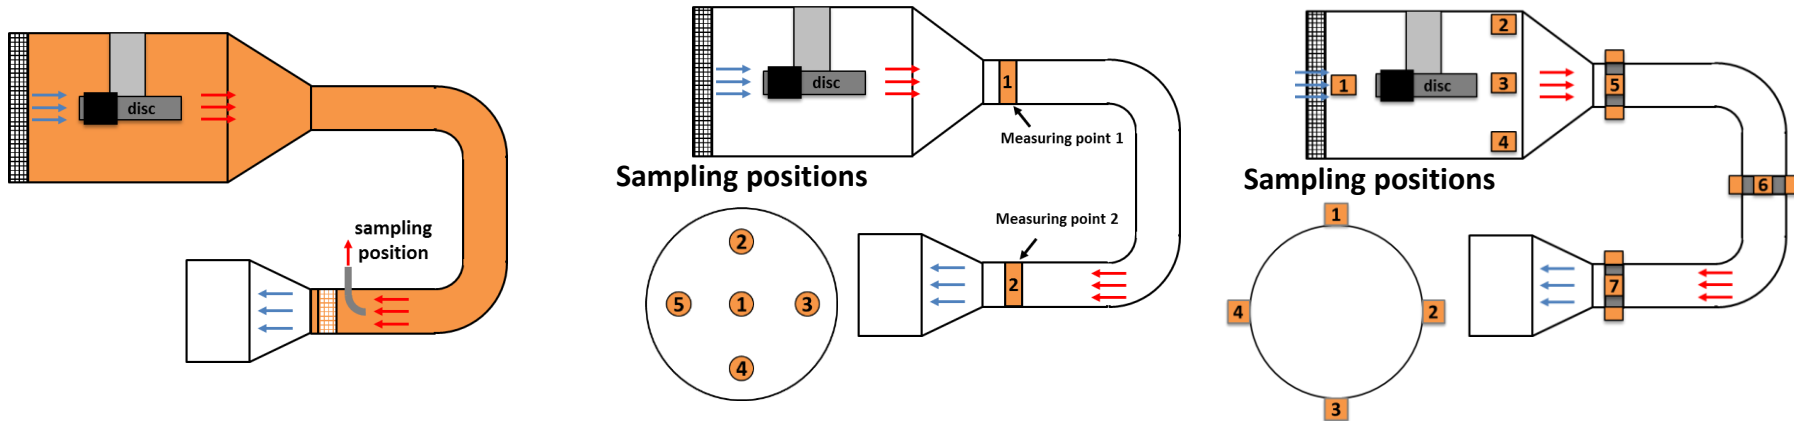 disc
sampling
position
disc
1
Measuring point 1
Sampling positions
Measuring point 2
2
2
5
1
3
4
disc
1
2
3
4
5
6
7
Sampling positions
1
4
2
3